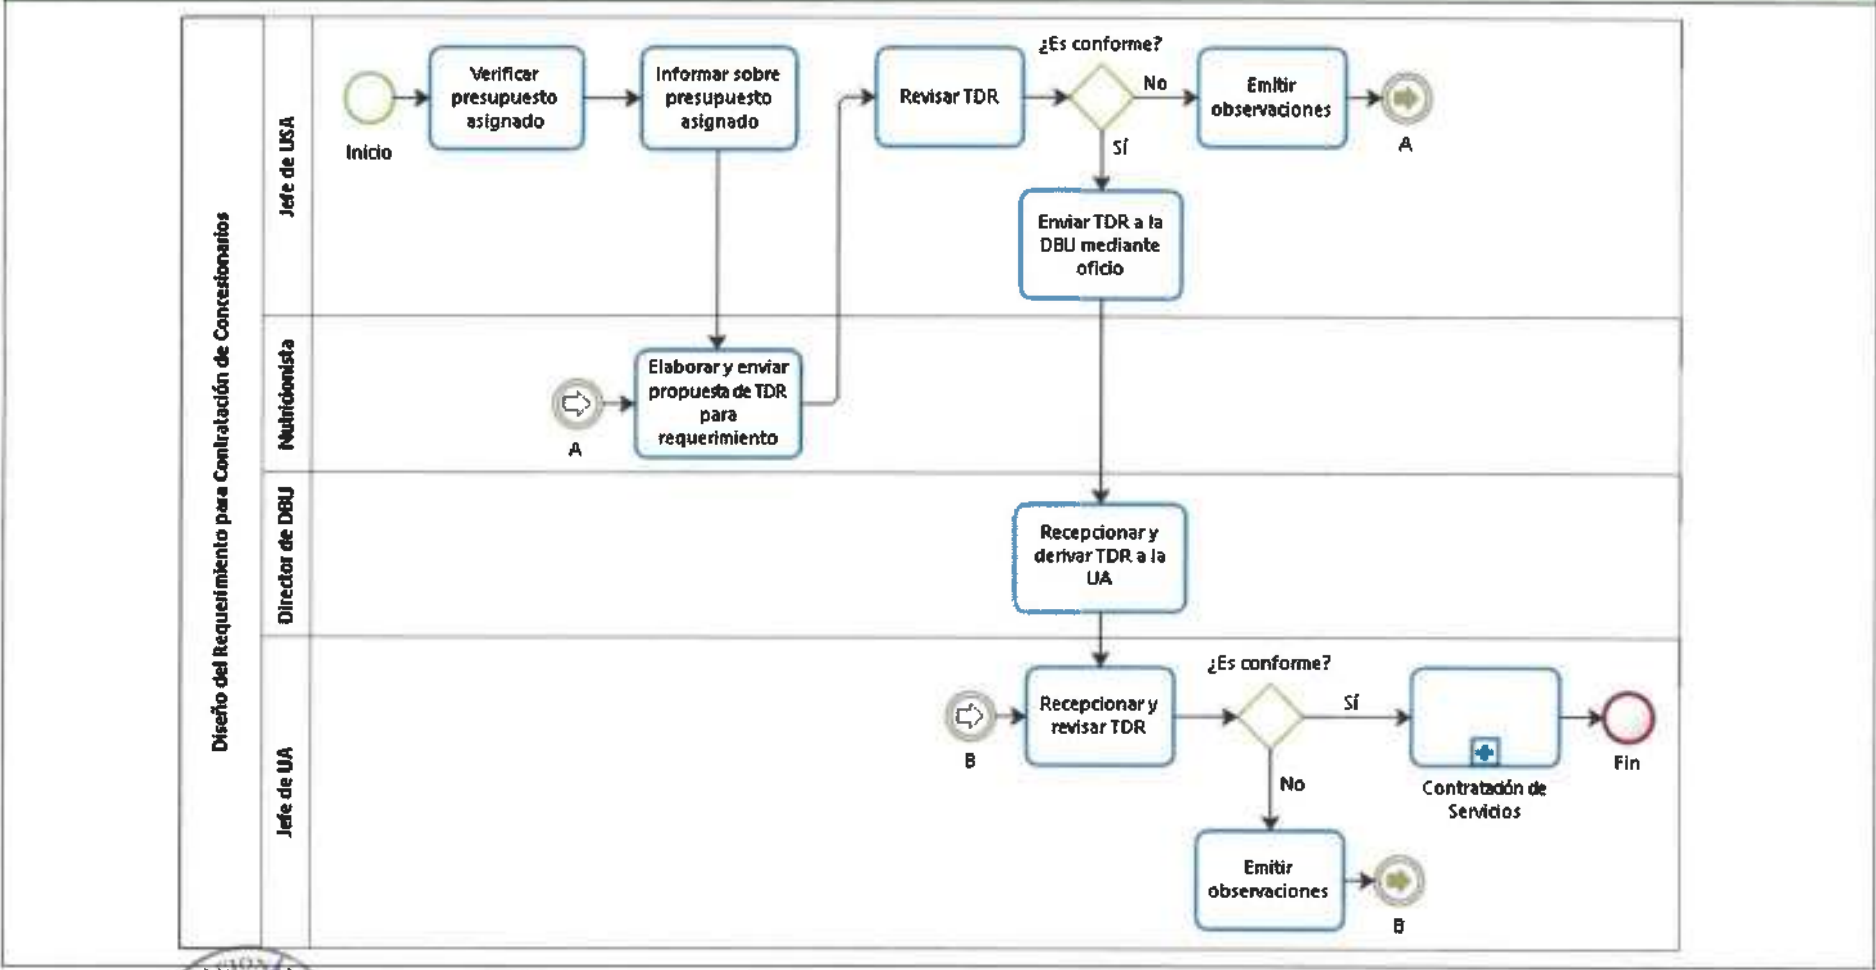 Diseño del Requerimiento para Contratación de Concesionarios
Jefe de USA
Inicio
Verificar
presupuesto
asignado
Informar sobre
presupuesto
asignado
Revisar TDR
¿Es conforme?
No
Sí
Emitir
observaciones
A
Enviar TDR a la
DBU mediante
oficio
Nutricionista
A
Elaborar y enviar
propuesta de TDR
para
requerimiento
Director de DBU
Recepcionar y
derivar TDR a la
UA
Jefe de UA
B
Recepcionar y
revisar TDR
¿Es conforme?
Sí
No
Contratación de
Servicios
Fin
Emitir
observaciones
B